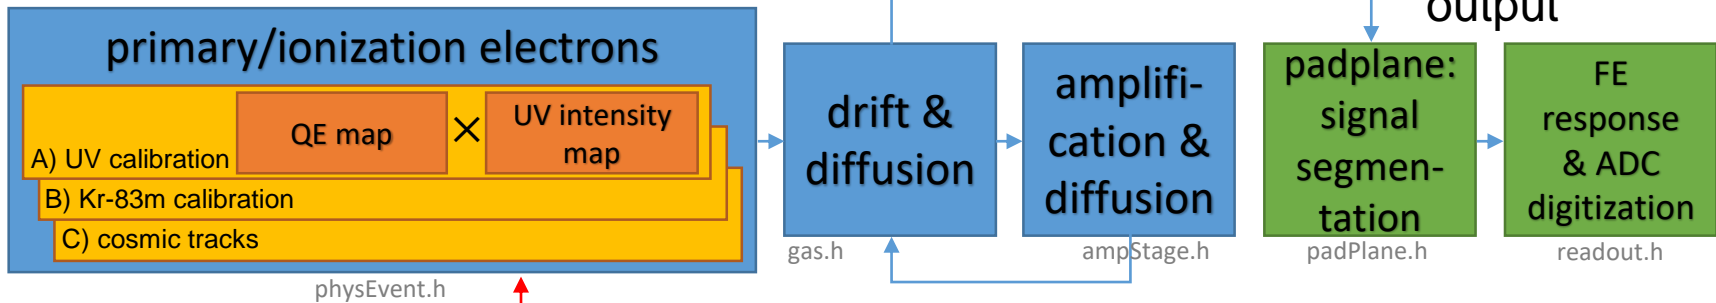 output
primary/ionization electrons
QE map
×
UV intensity
map
A) UV calibration
B) Kr-83m calibration
C) cosmic tracks
physEvent.h
drift &
diffusion
gas.h
amplifi-
cation &
diffusion
ampStage.h
padplane:
signal
segmen-
tation
padPlane.h
FE
response
& ADC
digitization
readout.h